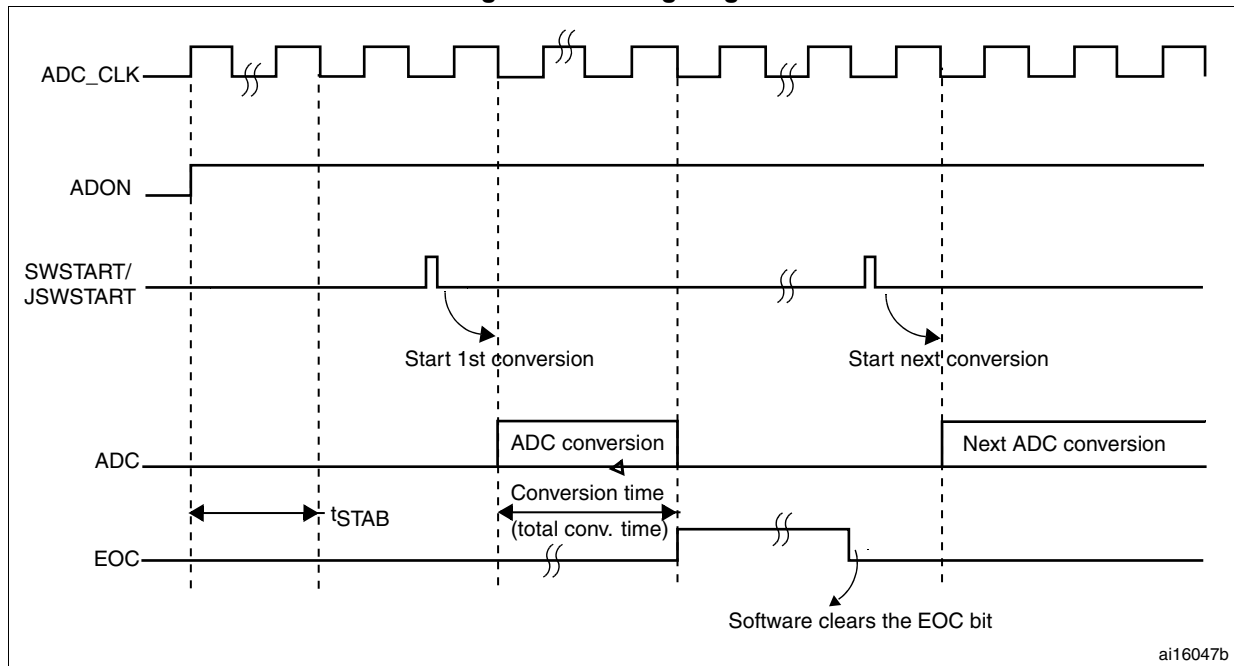 ADC_CLK
ADON
SWSTART/
JSWSTART
Start 1st conversion
Start next conversion
ADC
ADC conversion
Next ADC conversion
Conversion time
(total conv. time)
tSTAB
EOC
Software clears the EOC bit
ai16047b